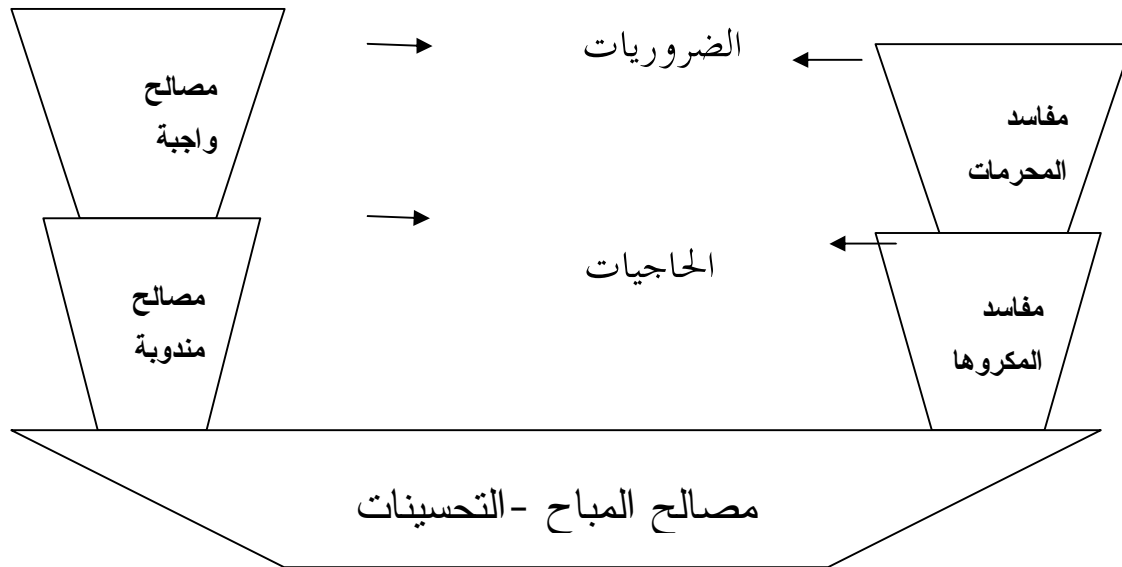 الضروريات
مفاسد
المحرمات
مصالح
واجبة
الحاجيات
مفاسد
المكروها
مصالح
مندوبة
مصالح المباح -التحسينات